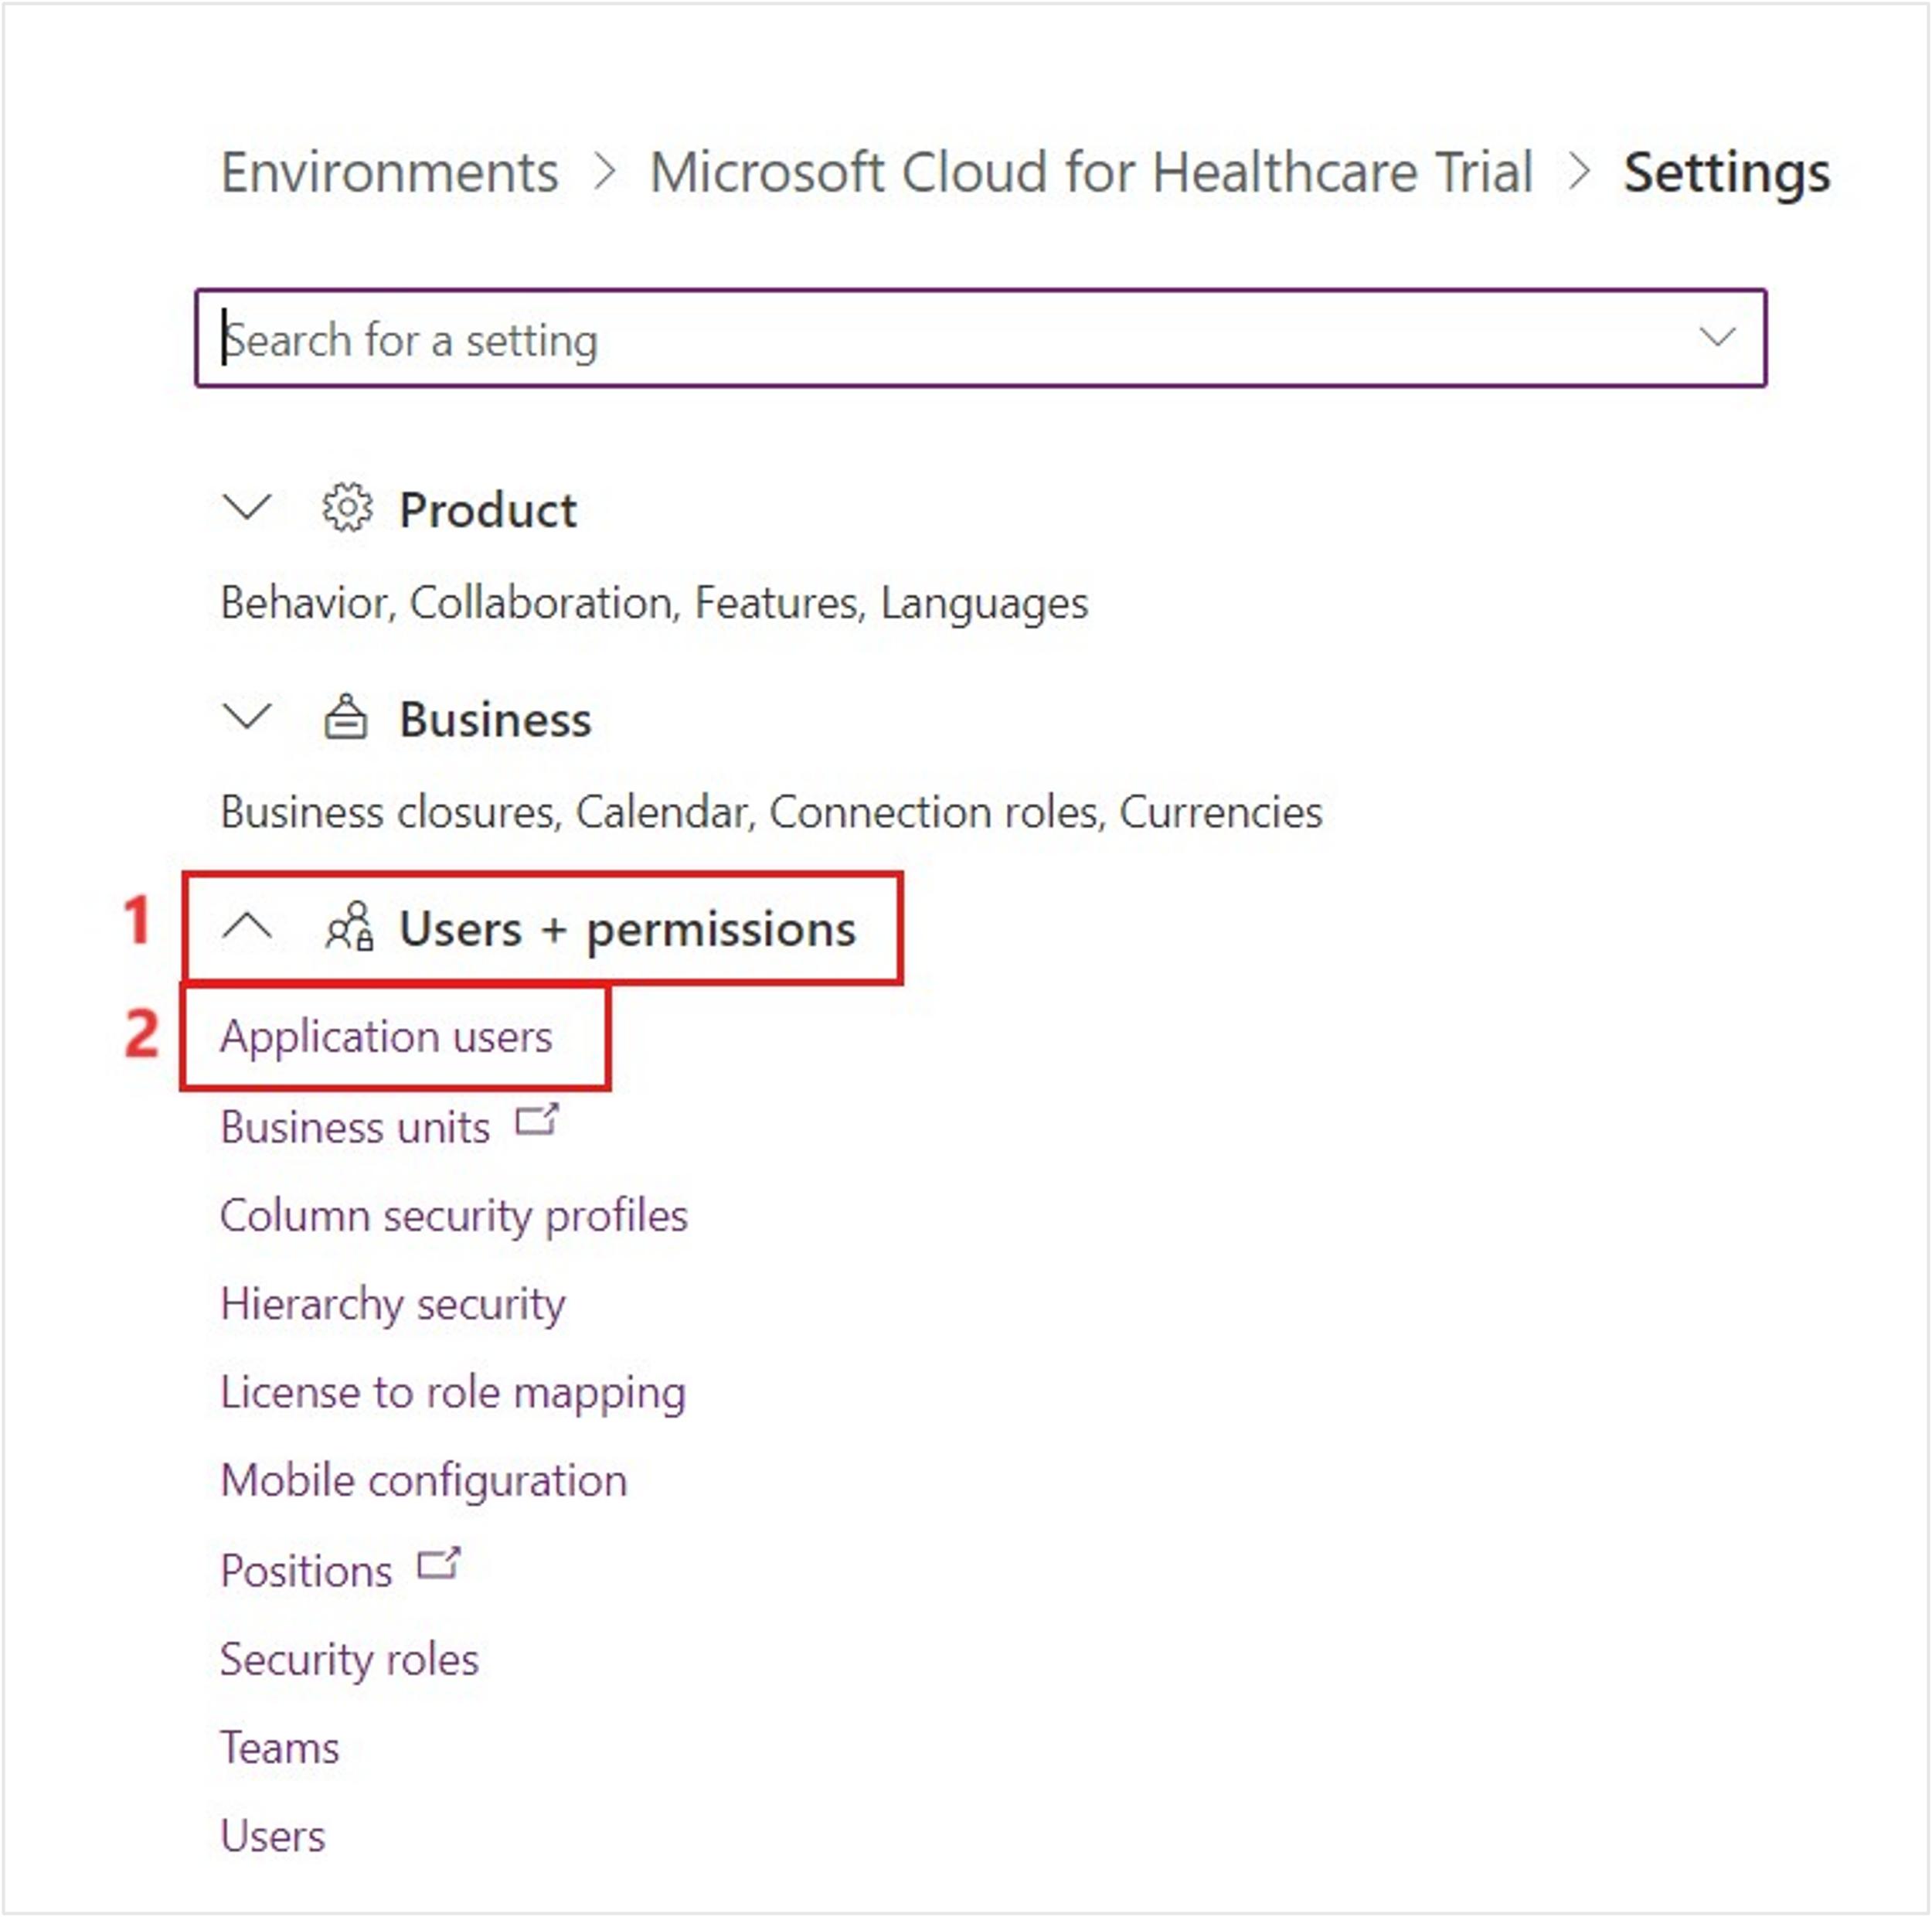 Environments > Microsoft Cloud for Healthcare Trial > Settings
Search for a setting
Product
Behavior, Collaboration, Features, Languages
Business
Business closures, Calendar, Connection roles, Currencies
1 Users + permissions
2 Application users
Business units
Column security profiles
Hierarchy security
License to role mapping
Mobile configuration
Positions
Security roles
Teams
Users